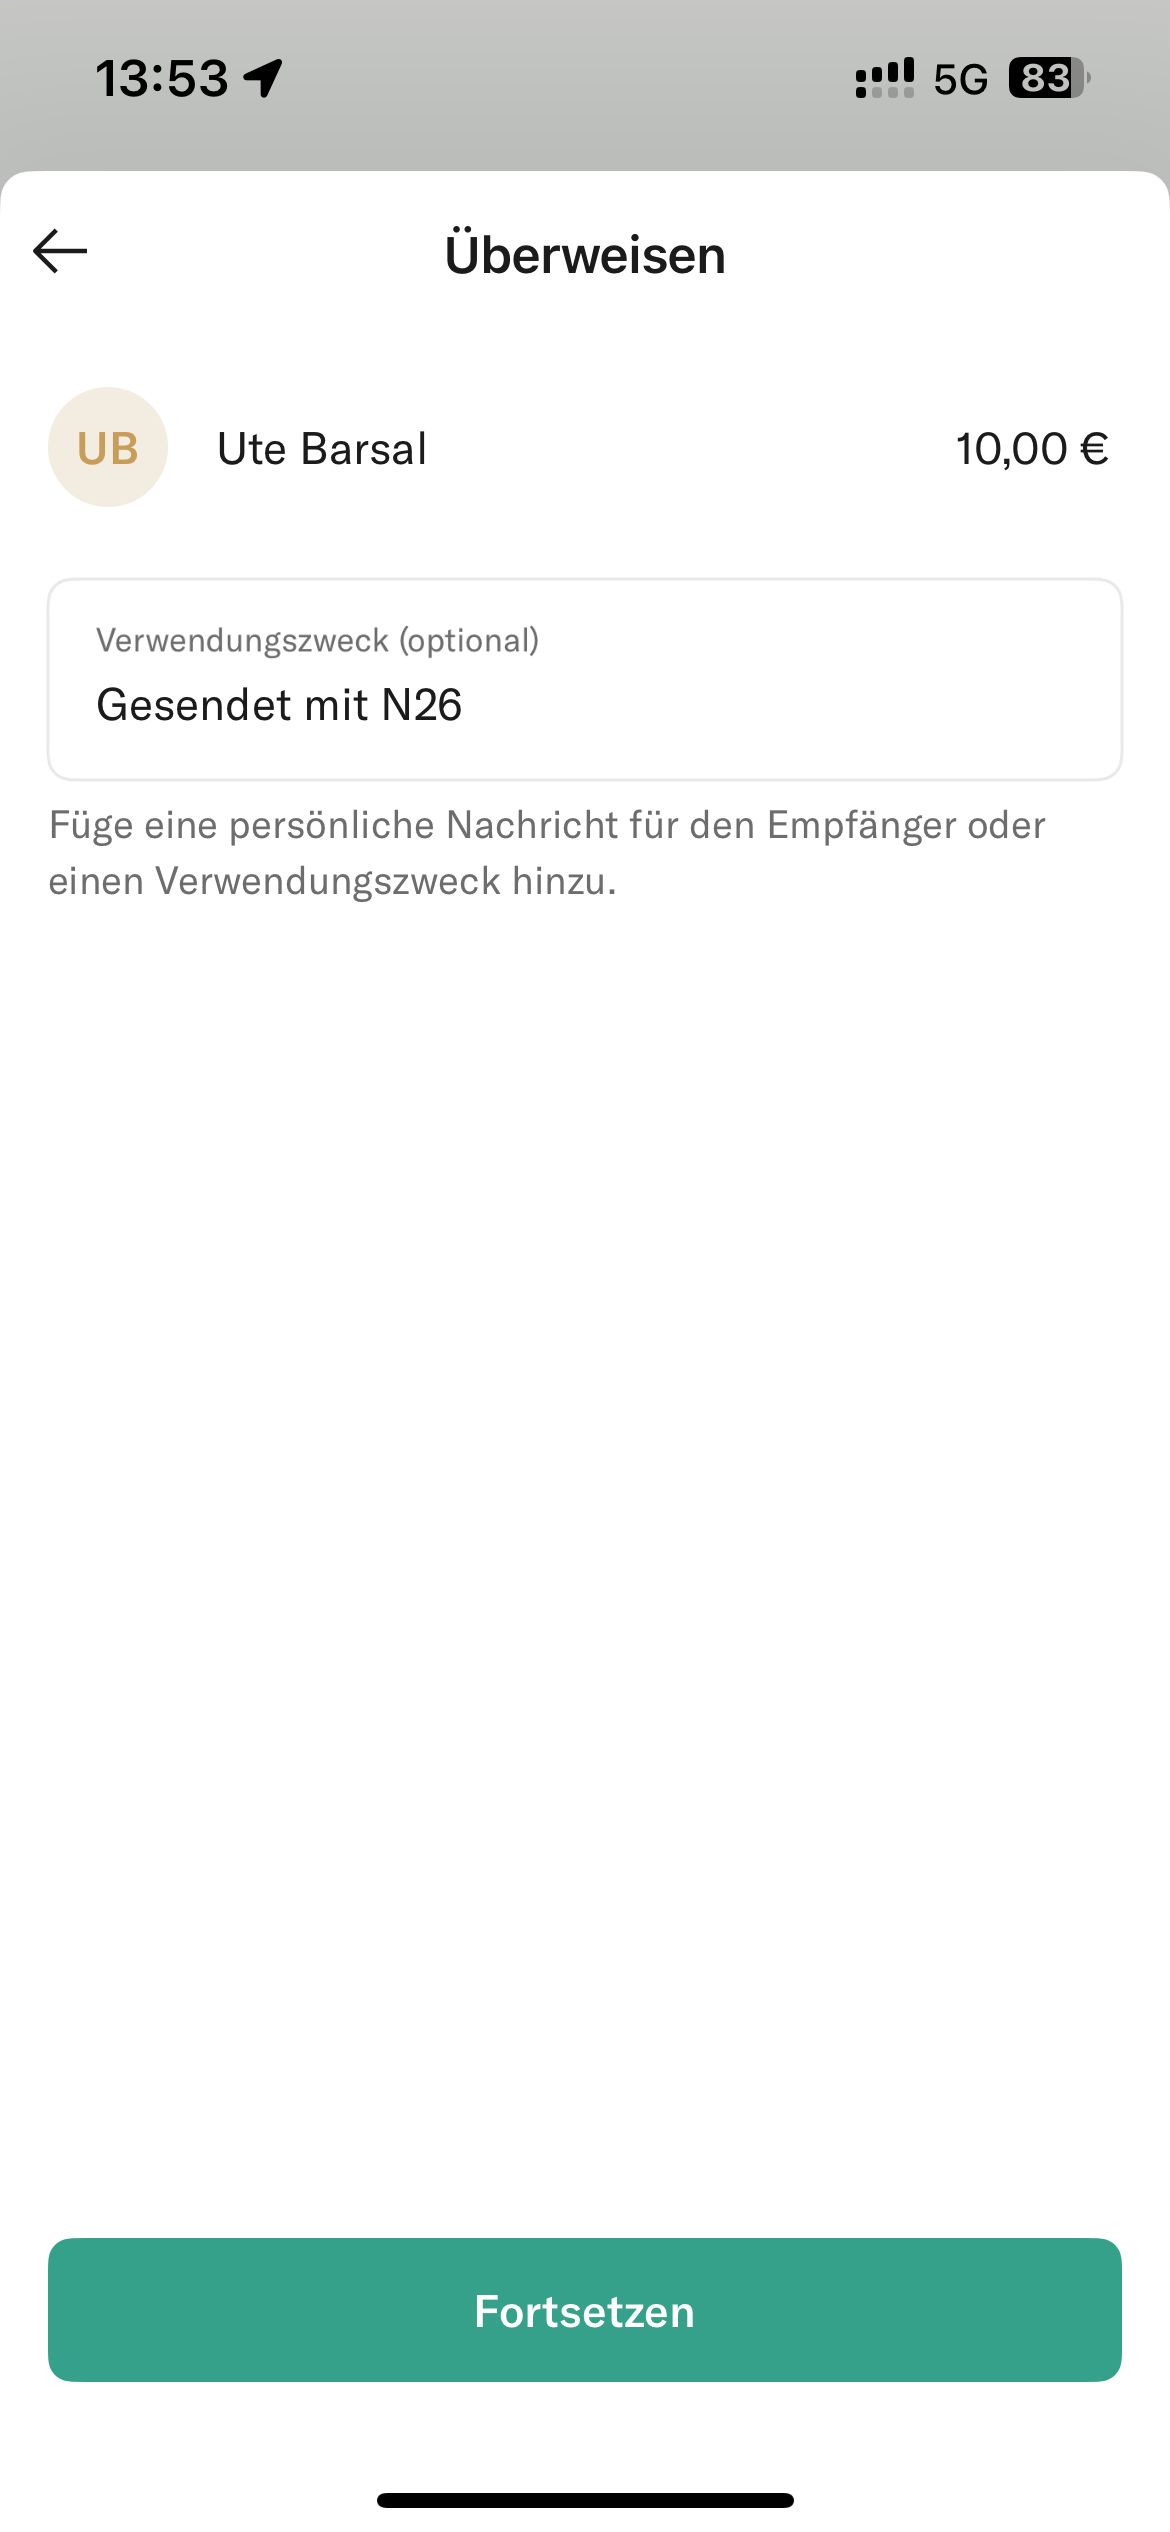 13:53 5G 83
Überweisen
UB Ute Barsal 10,00 €
Verwendungszweck (optional)
Gesendet mit N26
Füge eine persönliche Nachricht für den Empfänger oder
einen Verwendungszweck hinzu.
Fortsetzen